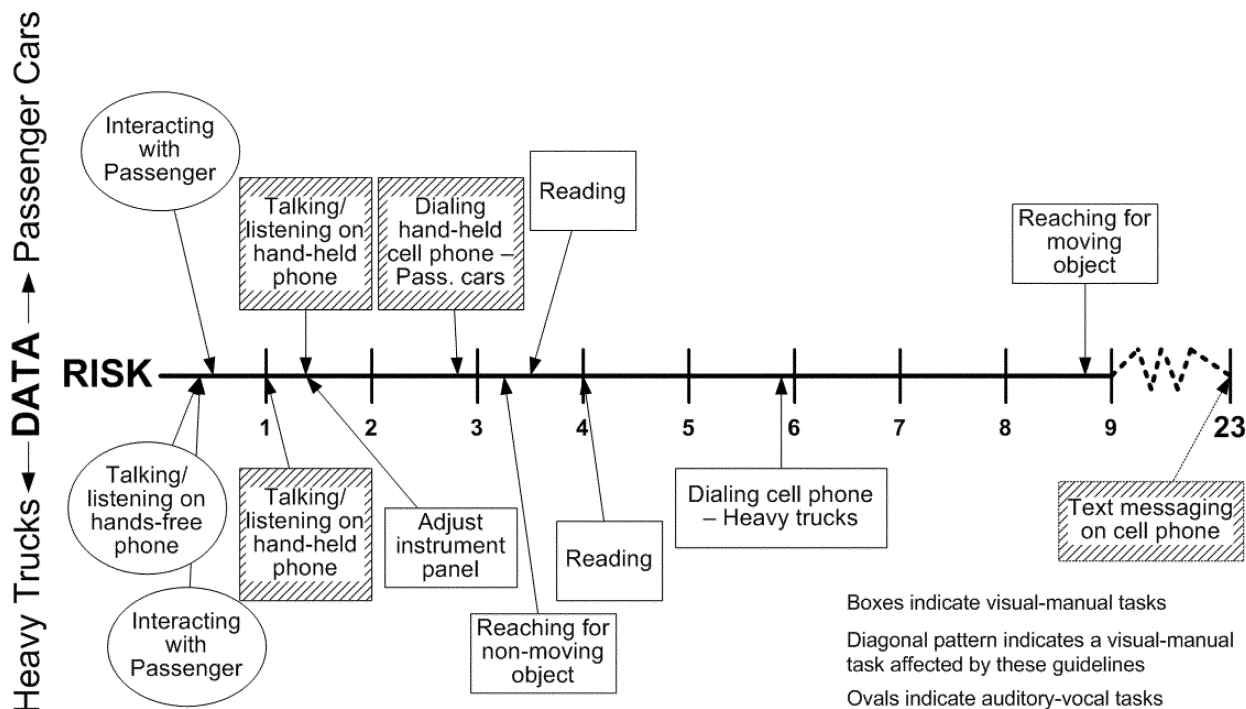 Heavy Trucks DATA Passenger Cars
Interacting
with
Passenger
Talking/
listening on
hand-held
phone
Dialing
hand-held
cell phone –
Pass. cars
Reading
Reaching for
moving
object
RISK
1 2 3 4 5 6 7 8 9 23
Talking/
listening on
hands-free
phone
Interacting
with
Passenger
Talking/
listening on
hand-held
phone
Adjust
instrument
panel
Reaching for
non-moving
object
Reading
Dialing cell phone
– Heavy trucks
Text messaging
on cell phone
Boxes indicate visual-manual tasks
Diagonal pattern indicates a visual-manual
task affected by these guidelines
Ovals indicate auditory-vocal tasks